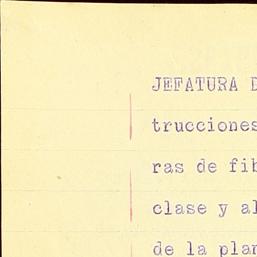 JEFATURA D
trucciones
ras de fib
clase y al
de la plan